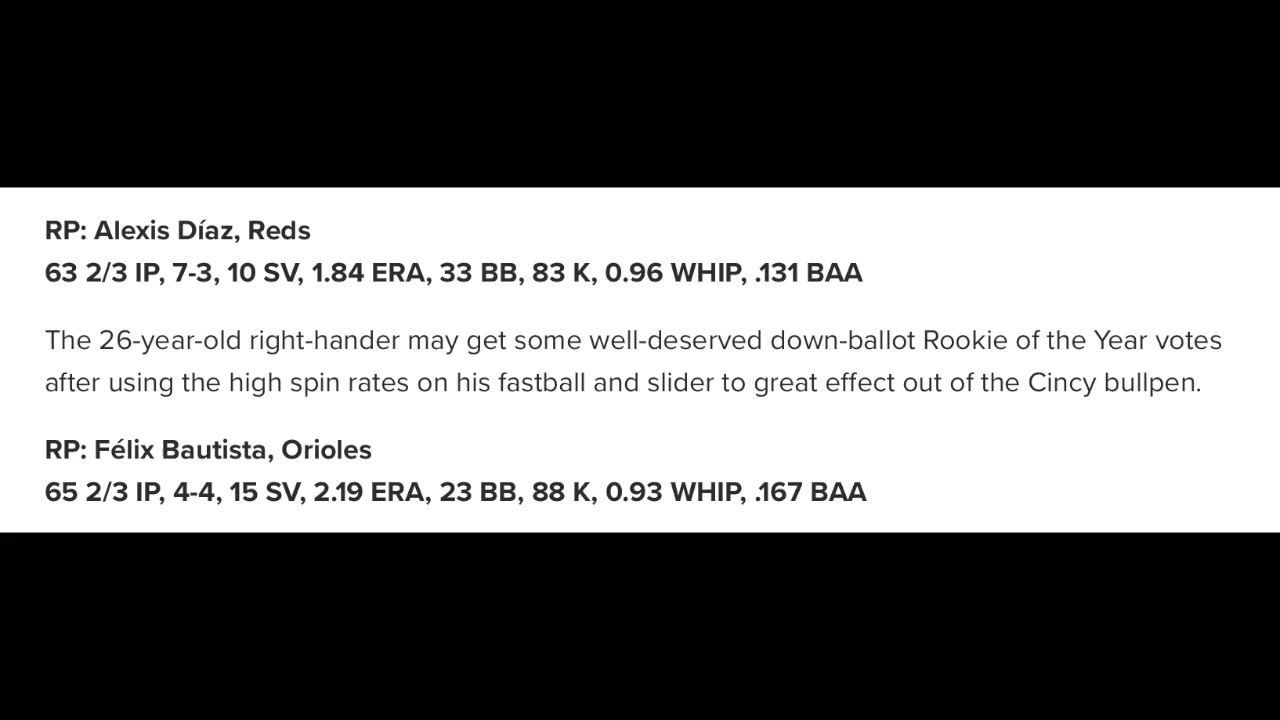 RP: Alexis Díaz, Reds
63 2/3 IP, 7-3, 10 SV, 1.84 ERA, 33 BB, 83 K, 0.96 WHIP, .131 BAA
The 26-year-old right-hander may get some well-deserved down-ballot Rookie of the Year votes
after using the high spin rates on his fastball and slider to great effect out of the Cincy bullpen.
RP: Félix Bautista, Orioles
65 2/3 IP, 4-4, 15 SV, 2.19 ERA, 23 BB, 88 K, 0.93 WHIP, .167 BAA